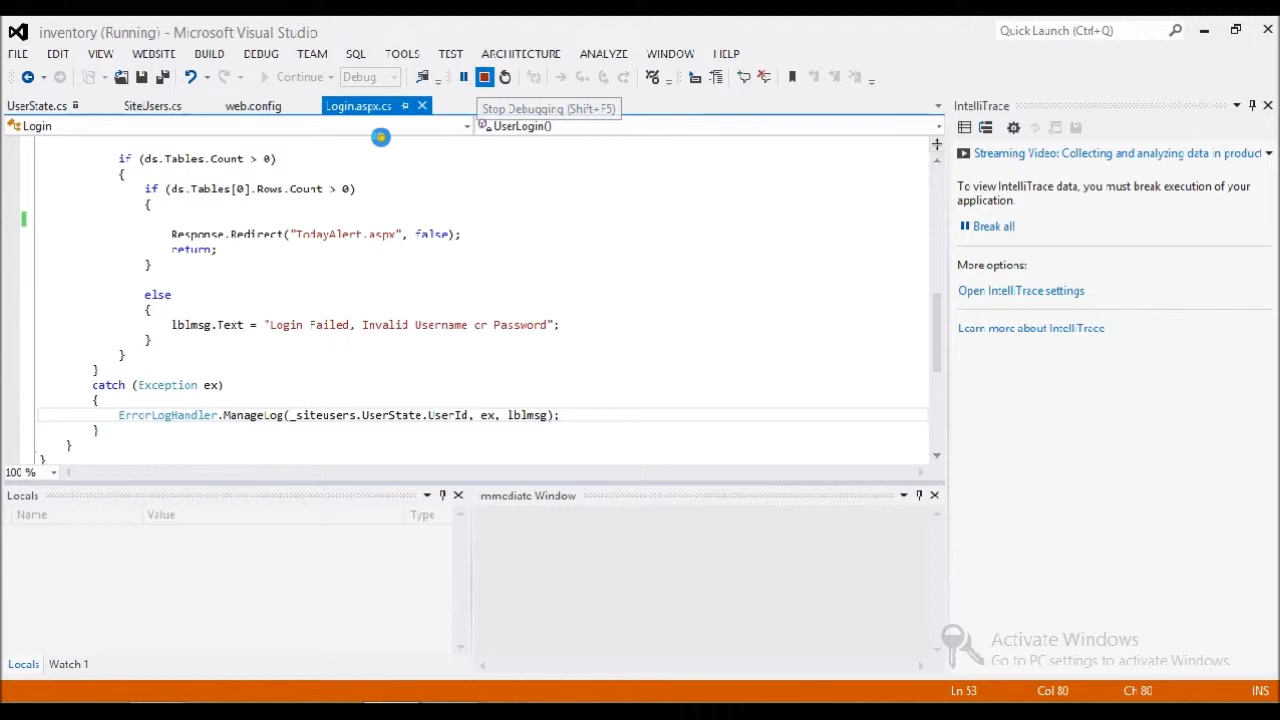 inventory (Running) - Microsoft Visual Studio
Quick Launch (Ctrl+Q)
FILE EDIT VIEW WEBSITE BUILD DEBUG TEAM SQL TOOLS TEST ARCHITECTURE ANALYZE WINDOW HELP
Continue Debug
UserState.cs SiteUsers.cs web.config Login.aspx.cs
Stop Debugging (Shift+F5)
IntelliTrace
Login
UserLogin()
if (ds.Tables.Count > 0)
{
if (ds.Tables[0].Rows.Count > 0)
{
Response.Redirect("TodayAlert.aspx", false);
return;
}
else
{
lblmsg.Text = "Login Failed, Invalid Username or Password";
}
}
}
catch (Exception ex)
{
ErrorLogHandler.ManageLog(_siteusers.UserState.UserId, ex, lblmsg);
}
}
}
100 %
Streaming Video: Collecting and analyzing data in product
To view IntelliTrace data, you must break execution of your
application.
Break all
More options:
Open IntelliTrace settings
Learn more about IntelliTrace
Locals
Name Value Type
mmediate Window
Locals Watch 1
Activate Windows
Go to PC settings to activate Windows.
Ln 53 Col 80 Ch 80 INS